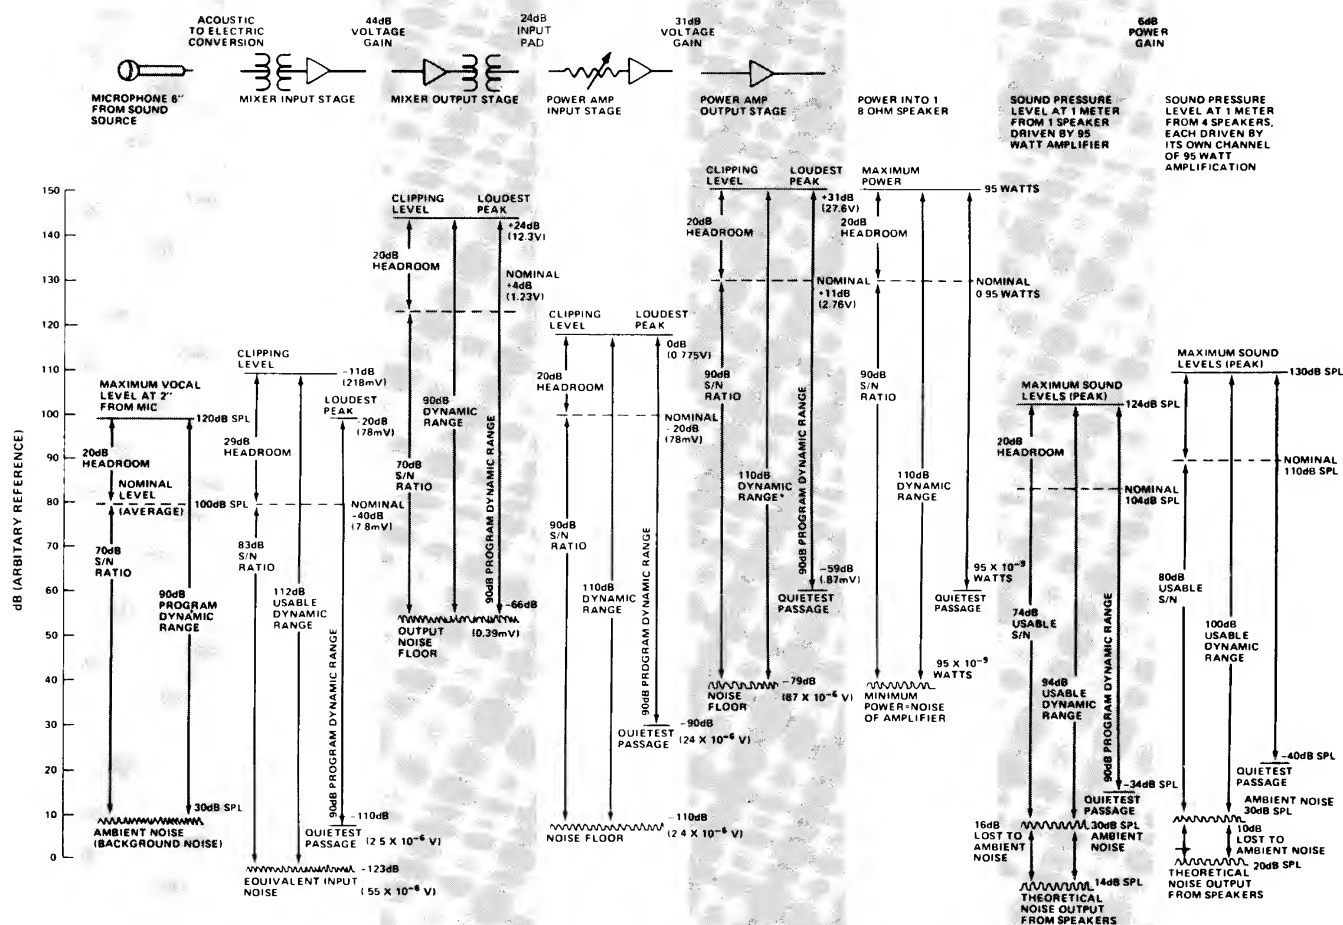 ACOUSTIC
TO ELECTRIC
CONVERSION
44dB
VOLTAGE
GAIN
24dB
INPUT
PAD
31dB
VOLTAGE
GAIN
6dB
POWER
GAIN
MICROPHONE 6"
FROM SOUND
SOURCE
MIXER INPUT STAGE
MIXER OUTPUT STAGE
POWER AMP
INPUT STAGE
POWER AMP
OUTPUT STAGE
POWER INTO 1
8 OHM SPEAKER
SOUND PRESSURE
LEVEL AT 1 METER
FROM 1 SPEAKER
DRIVEN BY 95
WATT AMPLIFIER
SOUND PRESSURE
LEVEL AT 1 METER
FROM 4 SPEAKERS,
EACH DRIVEN BY
ITS OWN CHANNEL
OF 95 WATT
AMPLIFICATION
dB (ARBITARY REFERENCE)
150
140
130
120
110
100
90
80
70
60
50
40
30
20
10
0
MAXIMUM VOCAL
LEVEL AT 2"
FROM MIC
120dB SPL
20dB
HEADROOM
NOMINAL
LEVEL
(AVERAGE)
100dB SPL
70dB
S/N
RATIO
90dB
PROGRAM
DYNAMIC
RANGE
30dB SPL
AMBIENT NOISE
(BACKGROUND NOISE)
CLIPPING
LEVEL
-11dB
(218mV)
LOUDEST
PEAK
-20dB
(78mV)
29dB
HEADROOM
NOMINAL
-40dB
(7.8mV)
83dB
S/N
RATIO
112dB
USABLE
DYNAMIC
RANGE
90dB PROGRAM DYNAMIC RANGE
-110dB
QUIETEST
PASSAGE
(2 5 X 10⁻⁶ V)
-123dB
EQUIVALENT INPUT
NOISE
(.55 X 10⁻⁶ V)
CLIPPING
LEVEL
LOUDEST
PEAK
+24dB
(12.3V)
20dB
HEADROOM
NOMINAL
+4dB
(1.23V)
90dB
DYNAMIC
RANGE
70dB
S/N
RATIO
90dB PROGRAM DYNAMIC RANGE
-66dB
(0.39mV)
OUTPUT
NOISE
FLOOR
CLIPPING
LEVEL
LOUDEST
PEAK
0dB
(0 775V)
20dB
HEADROOM
NOMINAL
-20dB
(78mV)
90dB
S/N
RATIO
110dB
DYNAMIC
RANGE
90dB PROGRAM DYNAMIC RANGE
-90dB
QUIETEST
PASSAGE
(24 X 10⁻⁶ V)
-110dB
(2 4 X 10⁻⁶ V)
NOISE FLOOR
CLIPPING
LEVEL
LOUDEST
PEAK
+31dB
(27.6V)
20dB
HEADROOM
NOMINAL
+11dB
(2.76V)
90dB
S/N
RATIO
110dB
DYNAMIC
RANGE*
90dB PROGRAM DYNAMIC RANGE
-59dB
(.87mV)
QUIETEST
PASSAGE
-79dB
(87 X 10⁻⁶ V)
NOISE
FLOOR
MAXIMUM
POWER
95 WATTS
20dB
HEADROOM
NOMINAL
0 95 WATTS
90dB
S/N
RATIO
110dB
DYNAMIC
RANGE
95 X 10⁻⁹
WATTS
QUIETEST
PASSAGE
95 X 10⁻⁹
WATTS
MINIMUM
POWER=NOISE
OF AMPLIFIER
MAXIMUM SOUND
LEVELS (PEAK)
124dB SPL
20dB
HEADROOM
NOMINAL
104dB SPL
74dB
USABLE
S/N
94dB
USABLE
DYNAMIC
RANGE
90dB PROGRAM DYNAMIC RANGE
-34dB SPL
QUIETEST
PASSAGE
16dB
LOST TO
AMBIENT
NOISE
30dB SPL
AMBIENT
NOISE
14dB SPL
THEORETICAL
NOISE OUTPUT
FROM SPEAKERS
MAXIMUM SOUND
LEVELS (PEAK)
130dB SPL
20dB
HEADROOM
NOMINAL
110dB SPL
80dB
USABLE
S/N
100dB
USABLE
DYNAMIC
RANGE
-40dB SPL
QUIETEST
PASSAGE
AMBIENT NOISE
30dB SPL
10dB
LOST TO
AMBIENT NOISE
20dB SPL
THEORETICAL
NOISE OUTPUT
FROM SPEAKERS